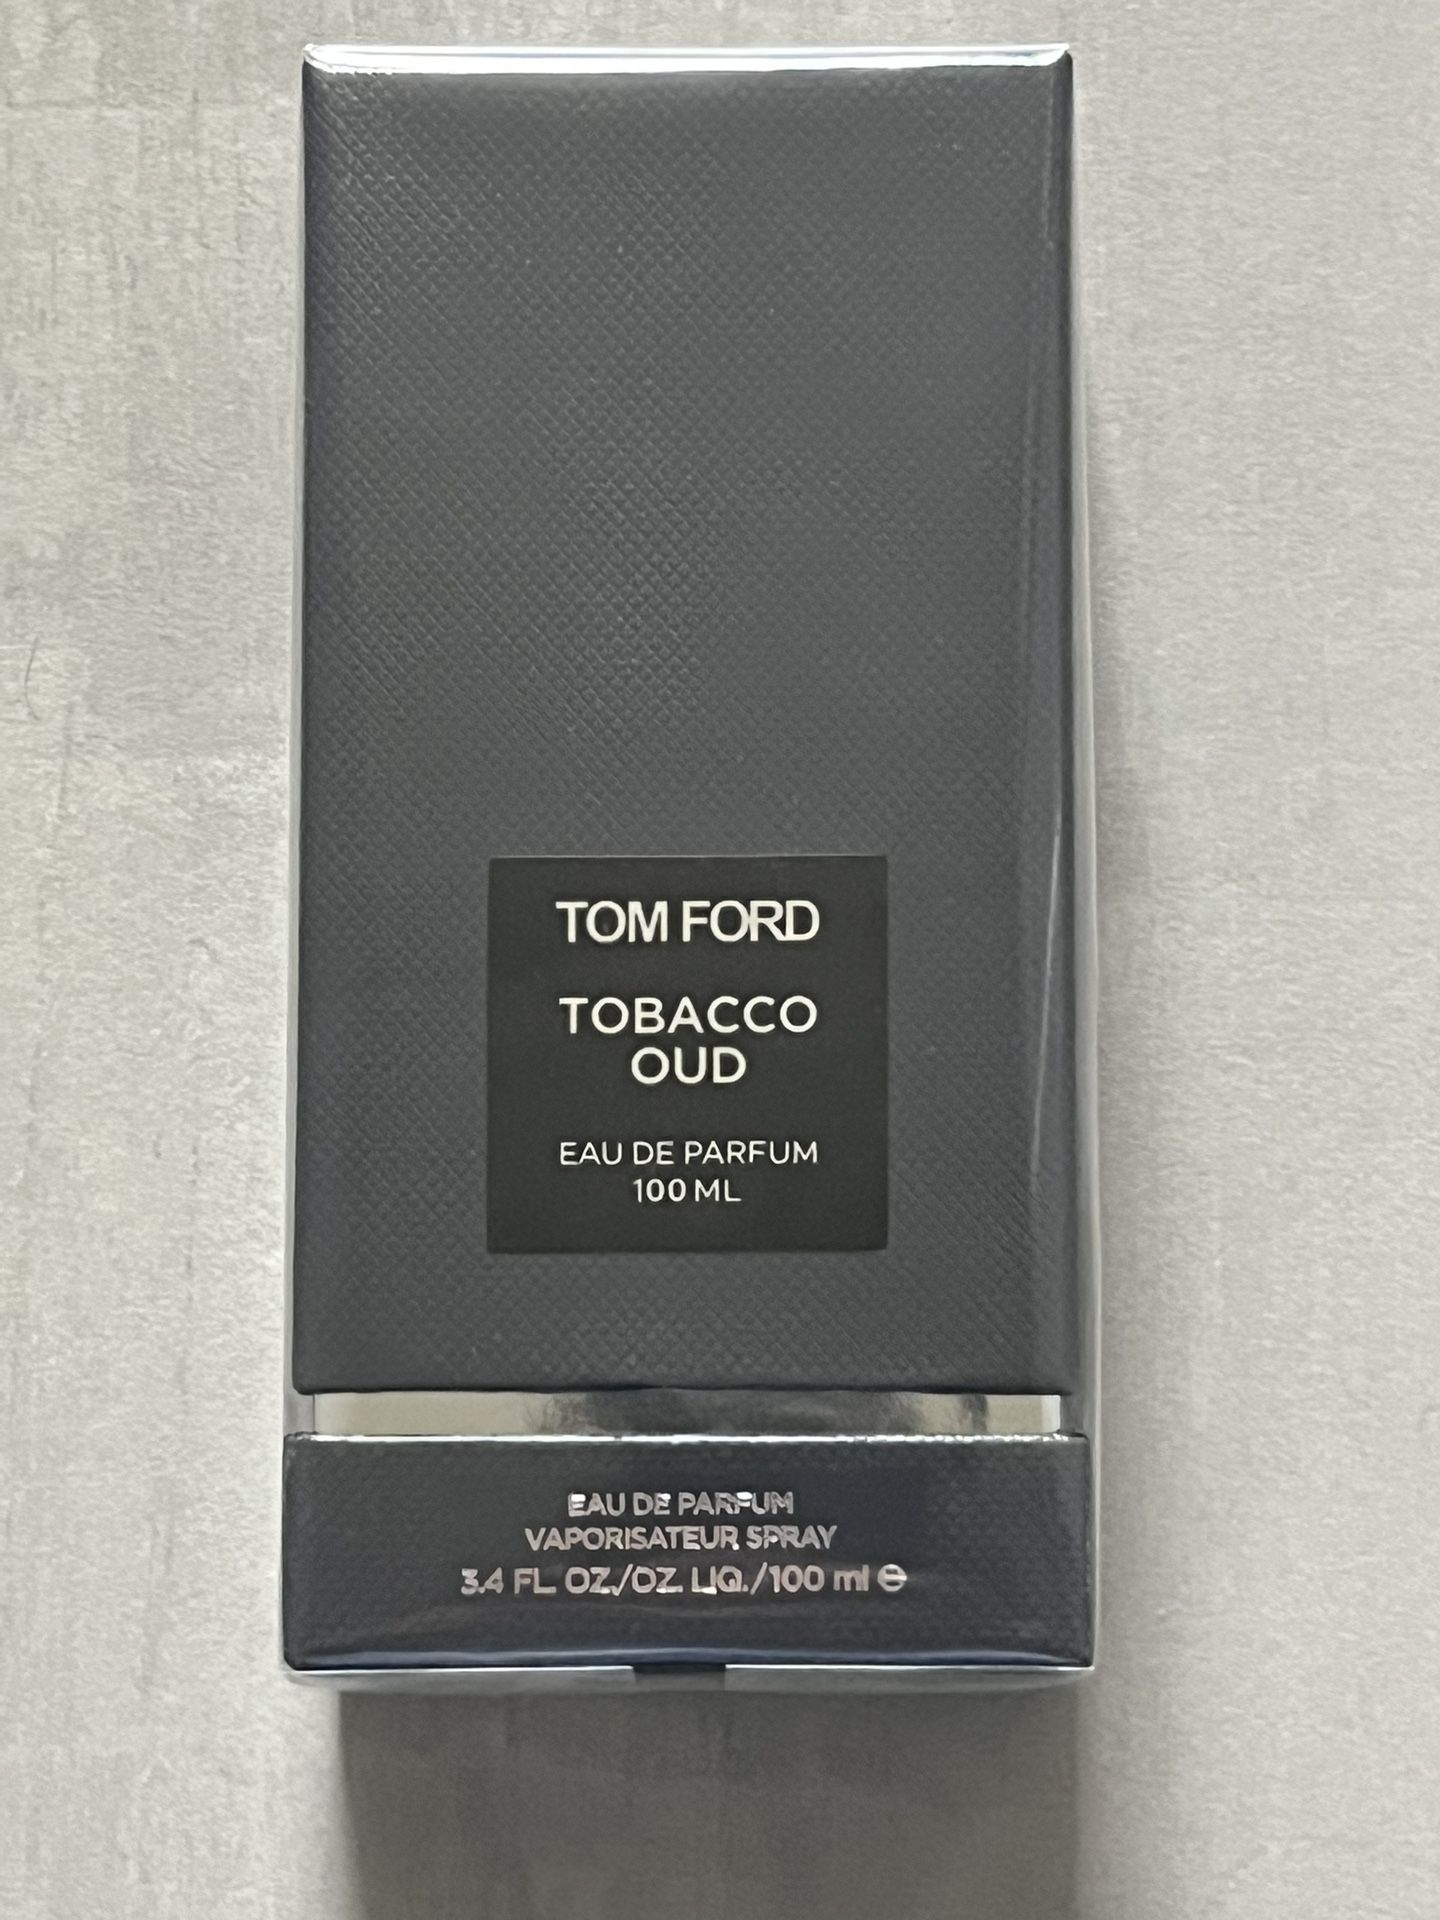 TOM FORD
TOBACCO
OUD
EAU DE PARFUM
100 ML
EAU DE PARFUM
VAPORISATEUR SPRAY
3.4 FL. OZ./OZ. LIQ./100 ml ℮